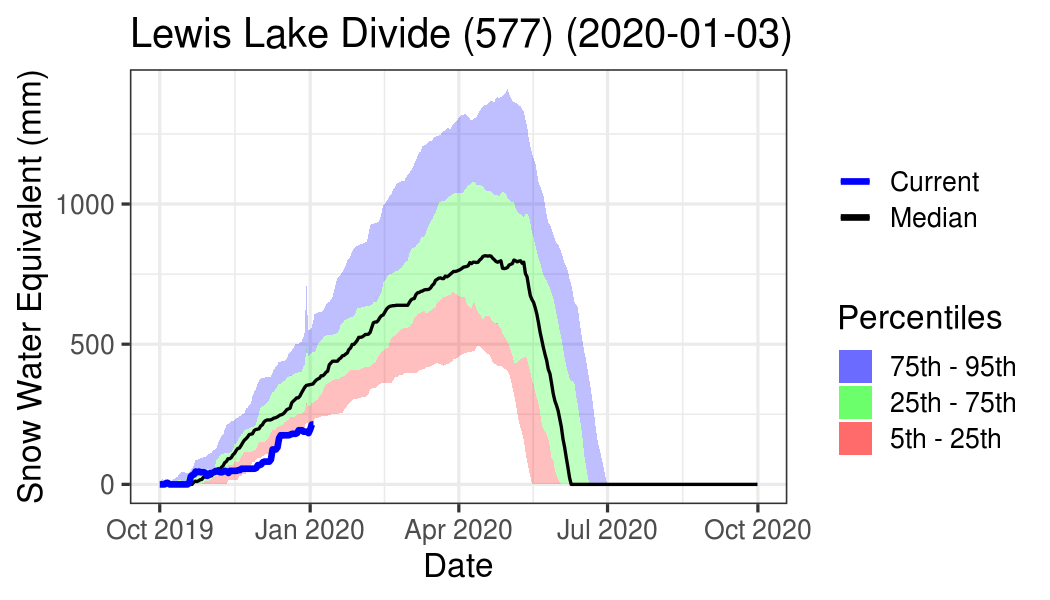 Lewis Lake Divide (577) (2020-01-03)
Snow Water Equivalent (mm)
1000
500
0
Oct 2019 Jan 2020 Apr 2020 Jul 2020 Oct 2020
Date
Current
Median
Percentiles
75th - 95th
25th - 75th
5th - 25th